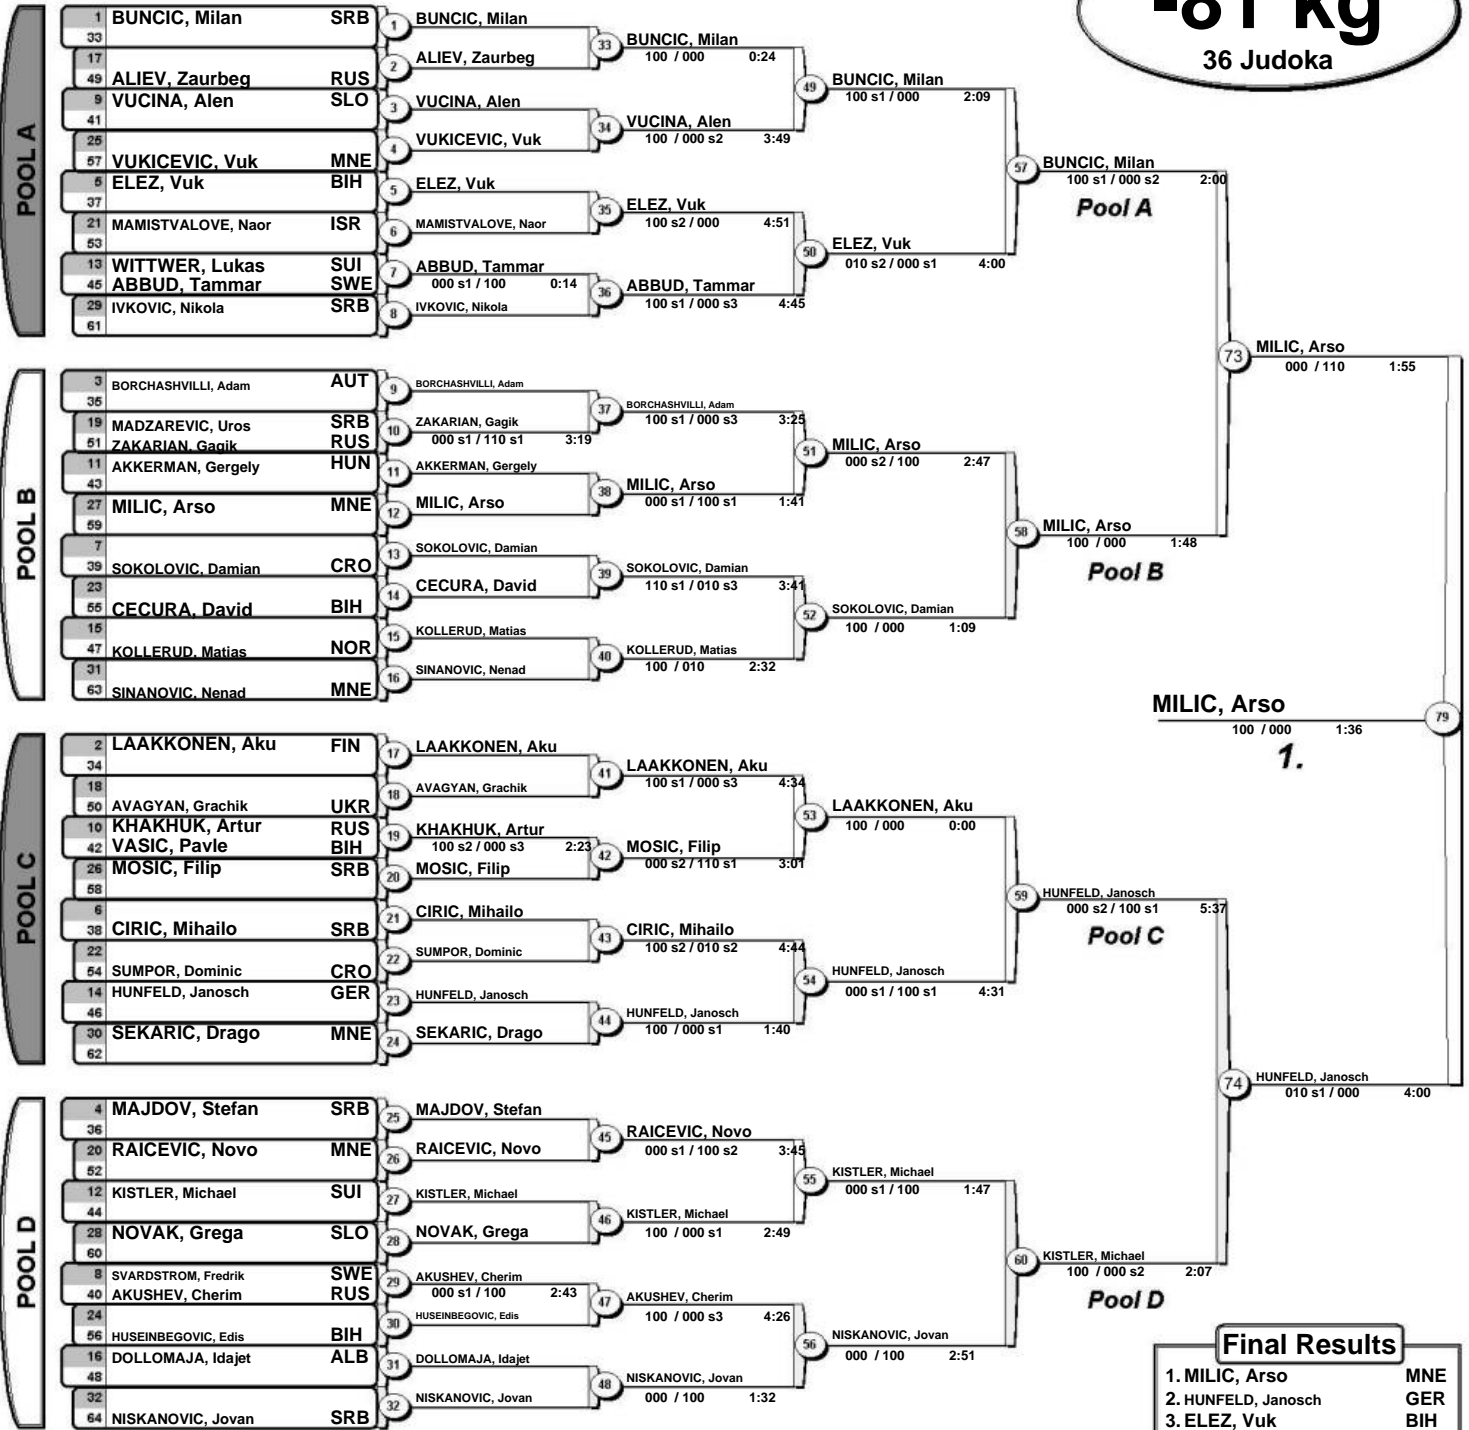 -81 kg
36 Judoka
POOL A
1 BUNCIC, Milan SRB
33
17
49 ALIEV, Zaurbeg RUS
9 VUCINA, Alen SLO
41
25
57 VUKICEVIC, Vuk MNE
5 ELEZ, Vuk BIH
37
21 MAMISTVALOVE, Naor ISR
53
13 WITTWER, Lukas SUI
45 ABBUD, Tammar SWE
29 IVKOVIC, Nikola SRB
61
1 BUNCIC, Milan
2 ALIEV, Zaurbeg
3 VUCINA, Alen
4 VUKICEVIC, Vuk
5 ELEZ, Vuk
6 MAMISTVALOVE, Naor
7 ABBUD, Tammar
000 s1 / 100 0:14
8 IVKOVIC, Nikola
33 BUNCIC, Milan
100 / 000 0:24
34 VUCINA, Alen
100 / 000 s2 3:49
35 ELEZ, Vuk
100 s2 / 000 4:51
36 ABBUD, Tammar
100 s1 / 000 s3 4:45
49 BUNCIC, Milan
100 s1 / 000 2:09
50 ELEZ, Vuk
010 s2 / 000 s1 4:00
57 BUNCIC, Milan
100 s1 / 000 s2 2:00
Pool A
POOL B
3 BORCHASHVILLI, Adam AUT
35
19 MADZAREVIC, Uros SRB
51 ZAKARIAN, Gagik RUS
11 AKKERMAN, Gergely HUN
43
27 MILIC, Arso MNE
59
7
39 SOKOLOVIC, Damian CRO
23
55 CECURA, David BIH
15
47 KOLLERUD, Matias NOR
31
63 SINANOVIC, Nenad MNE
9 BORCHASHVILLI, Adam
10 ZAKARIAN, Gagik
000 s1 / 110 s1 3:19
11 AKKERMAN, Gergely
12 MILIC, Arso
13 SOKOLOVIC, Damian
14 CECURA, David
15 KOLLERUD, Matias
16 SINANOVIC, Nenad
37 BORCHASHVILLI, Adam
100 s1 / 000 s3 3:25
38 MILIC, Arso
000 s1 / 100 s1 1:41
39 SOKOLOVIC, Damian
110 s1 / 010 s3 3:41
40 KOLLERUD, Matias
100 / 010 2:32
51 MILIC, Arso
000 s2 / 100 2:47
52 SOKOLOVIC, Damian
100 / 000 1:09
58 MILIC, Arso
100 / 000 1:48
Pool B
73 MILIC, Arso
000 / 110 1:55
MILIC, Arso 79
100 / 000 1:36
1.
POOL C
2 LAAKKONEN, Aku FIN
34
18
50 AVAGYAN, Grachik UKR
10 KHAKHUK, Artur RUS
42 VASIC, Pavle BIH
26 MOSIC, Filip SRB
58
6
38 CIRIC, Mihailo SRB
22
54 SUMPOR, Dominic CRO
14 HUNFELD, Janosch GER
46
30 SEKARIC, Drago MNE
62
17 LAAKKONEN, Aku
18 AVAGYAN, Grachik
19 KHAKHUK, Artur
100 s2 / 000 s3 2:23
20 MOSIC, Filip
21 CIRIC, Mihailo
22 SUMPOR, Dominic
23 HUNFELD, Janosch
24 SEKARIC, Drago
41 LAAKKONEN, Aku
100 s1 / 000 s3 4:34
42 MOSIC, Filip
000 s2 / 110 s1 3:01
43 CIRIC, Mihailo
100 s2 / 010 s2 4:44
44 HUNFELD, Janosch
100 / 000 s1 1:40
53 LAAKKONEN, Aku
100 / 000 0:00
54 HUNFELD, Janosch
000 s1 / 100 s1 4:31
59 HUNFELD, Janosch
000 s2 / 100 s1 5:37
Pool C
POOL D
4 MAJDOV, Stefan SRB
36
20 RAICEVIC, Novo MNE
52
12 KISTLER, Michael SUI
44
28 NOVAK, Grega SLO
60
8 SVARDSTROM, Fredrik SWE
40 AKUSHEV, Cherim RUS
24
56 HUSEINBEGOVIC, Edis BIH
16 DOLLOMAJA, Idajet ALB
48
32
64 NISKANOVIC, Jovan SRB
25 MAJDOV, Stefan
26 RAICEVIC, Novo
27 KISTLER, Michael
28 NOVAK, Grega
29 AKUSHEV, Cherim
000 s1 / 100 2:43
30 HUSEINBEGOVIC, Edis
31 DOLLOMAJA, Idajet
32 NISKANOVIC, Jovan
45 RAICEVIC, Novo
000 s1 / 100 s2 3:45
46 KISTLER, Michael
100 / 000 s1 2:49
47 AKUSHEV, Cherim
100 / 000 s3 4:26
48 NISKANOVIC, Jovan
000 / 100 1:32
55 KISTLER, Michael
000 s1 / 100 1:47
56 NISKANOVIC, Jovan
000 / 100 2:51
60 KISTLER, Michael
100 / 000 s2 2:07
Pool D
74 HUNFELD, Janosch
010 s1 / 000 4:00
Final Results
1. MILIC, Arso MNE
2. HUNFELD, Janosch GER
3. ELEZ, Vuk BIH